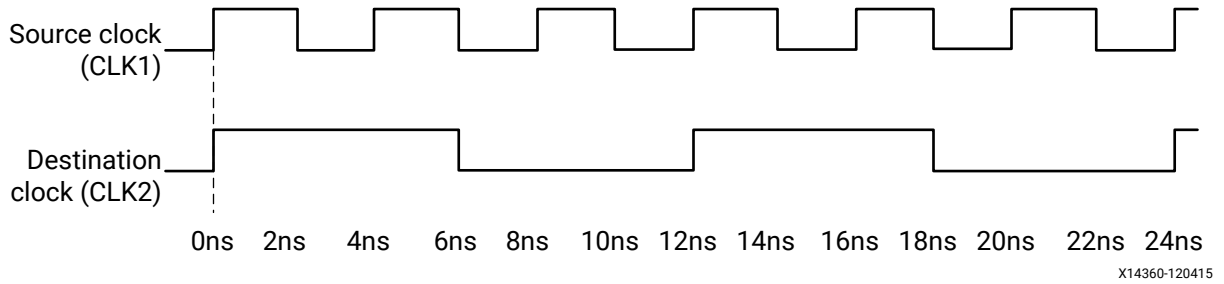 Source clock
(CLK1)
Destination
clock (CLK2)
0ns 2ns 4ns 6ns 8ns 10ns 12ns 14ns 16ns 18ns 20ns 22ns 24ns
X14360-120415